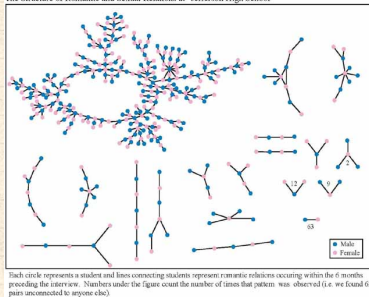 The Structure of Romantic and Sexual Relations at "Jefferson High School"
2
12
9
63
Male
Female
Each circle represents a student and lines connecting students represent romantic relations occuring within the 6 months
preceding the interview. Numbers under the figure count the number of times that pattern was observed (i.e. we found 63
pairs unconnected to anyone else).